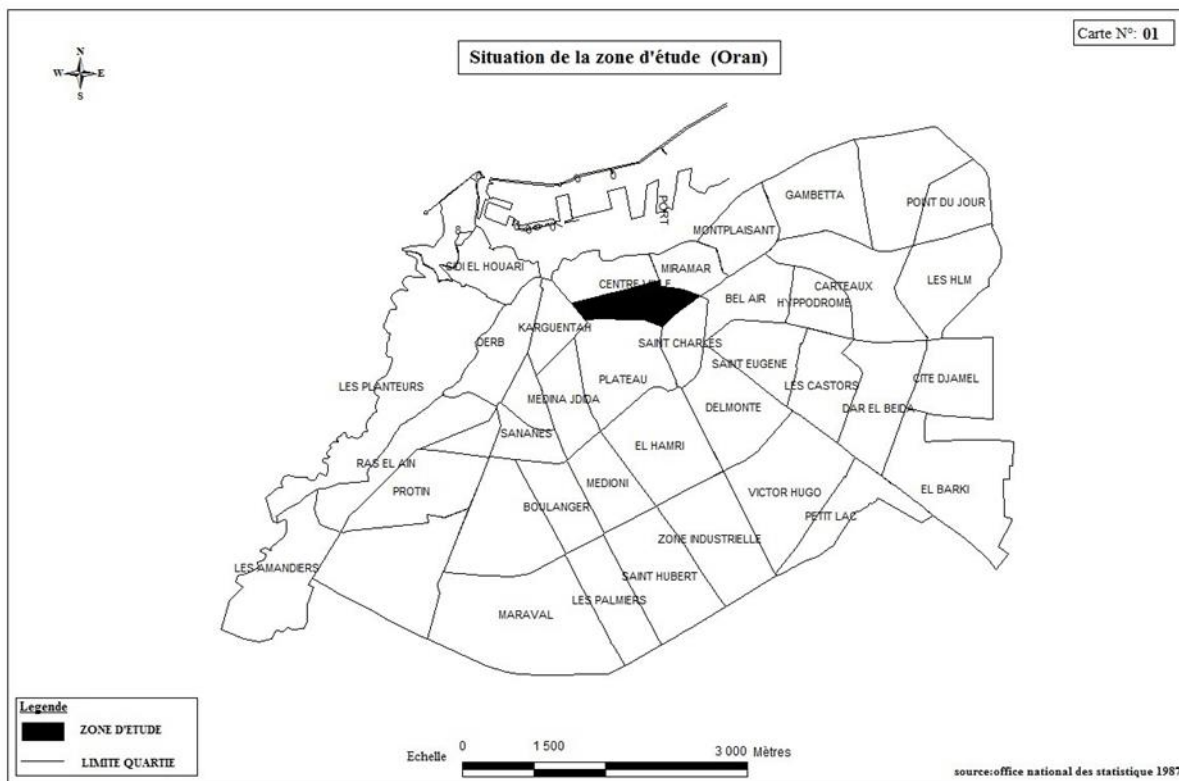 Carte N°: 01
Situation de la zone d'étude (Oran)
N
W E
S
GAMBETTA
PONT DU JOUR
PORT
MONTPLAISANT
SIDI EL HOUARI
MIRAMAR
CENTRE VILLE
LES HLM
CARTEAUX
BEL AIR
HYPPODROME
KARGUENTAH
DERB
SAINT CHARLES
SAINT EUGENE
PLATEAU
CITE DJAMEL
LES PLANTEURS
LES CASTORS
MEDINA JDIDA
DELMONTE
DAR EL BEIDA
SANANES
EL HAMRI
RAS EL AIN
MEDIONI
PROTIN
VICTOR HUGO
EL BARKI
BOULANGER
PETIT LAC
ZONE INDUSTRIELLE
LES AMANDIERS
SAINT HUBERT
LES PALMIERS
MARAVAL
Legende
ZONE D'ETUDE
LIMITE QUARTIE
Echelle 0 1 500 3 000 Mètres
source:office national des statistique 1987